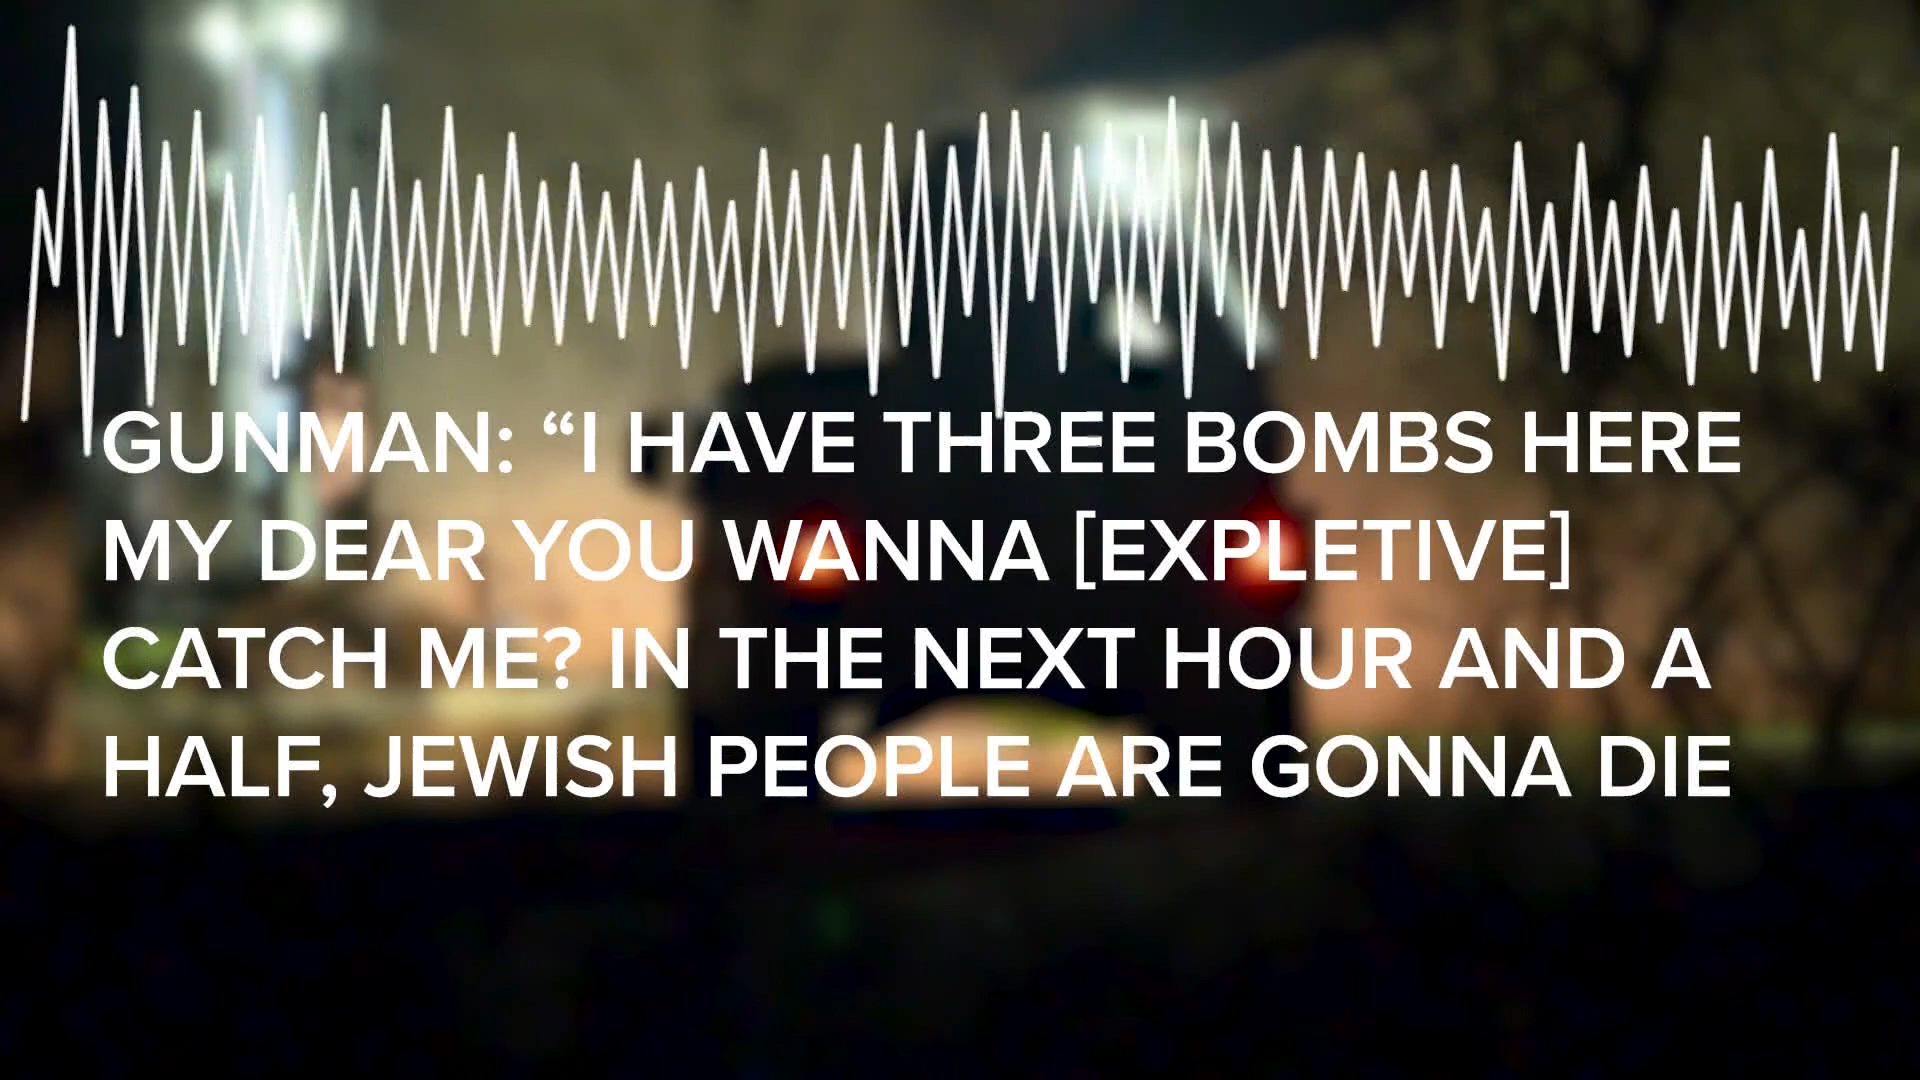 GUNMAN: “I HAVE THREE BOMBS HERE
MY DEAR YOU WANNA [EXPLETIVE]
CATCH ME? IN THE NEXT HOUR AND A
HALF, JEWISH PEOPLE ARE GONNA DIE